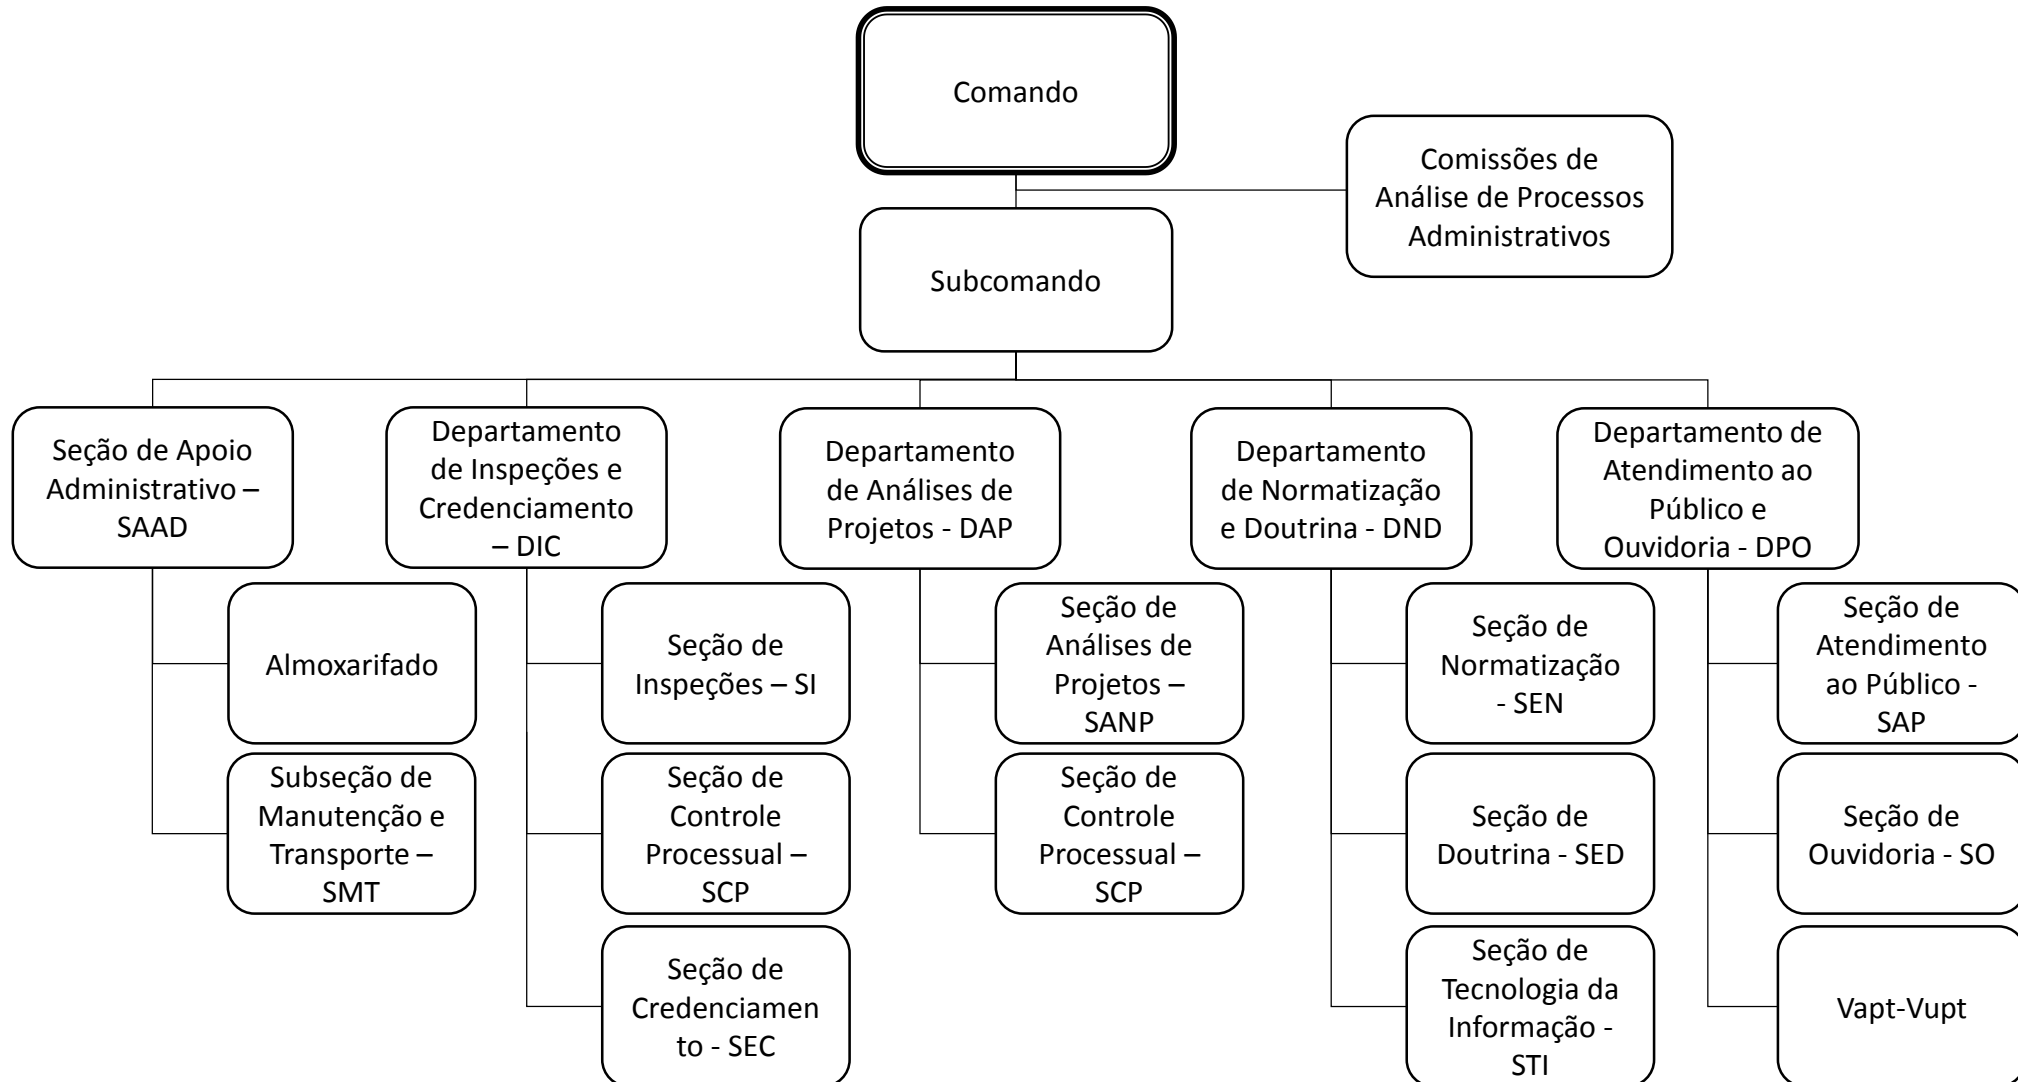 Comando
Comissões de
Análise de Processos
Administrativos
Subcomando
Seção de Apoio
Administrativo –
SAAD
Departamento
de Inspeções e
Credenciamento
– DIC
Departamento
de Análises de
Projetos - DAP
Departamento
de Normatização
e Doutrina - DND
Departamento de
Atendimento ao
Público e
Ouvidoria - DPO
Almoxarifado
Seção de
Inspeções – SI
Seção de
Análises de
Projetos –
SANP
Seção de
Normatização
- SEN
Seção de
Atendimento
ao Público -
SAP
Subseção de
Manutenção e
Transporte –
SMT
Seção de
Controle
Processual –
SCP
Seção de
Controle
Processual –
SCP
Seção de
Doutrina - SED
Seção de
Ouvidoria - SO
Seção de
Credenciamen
to - SEC
Seção de
Tecnologia da
Informação -
STI
Vapt-Vupt